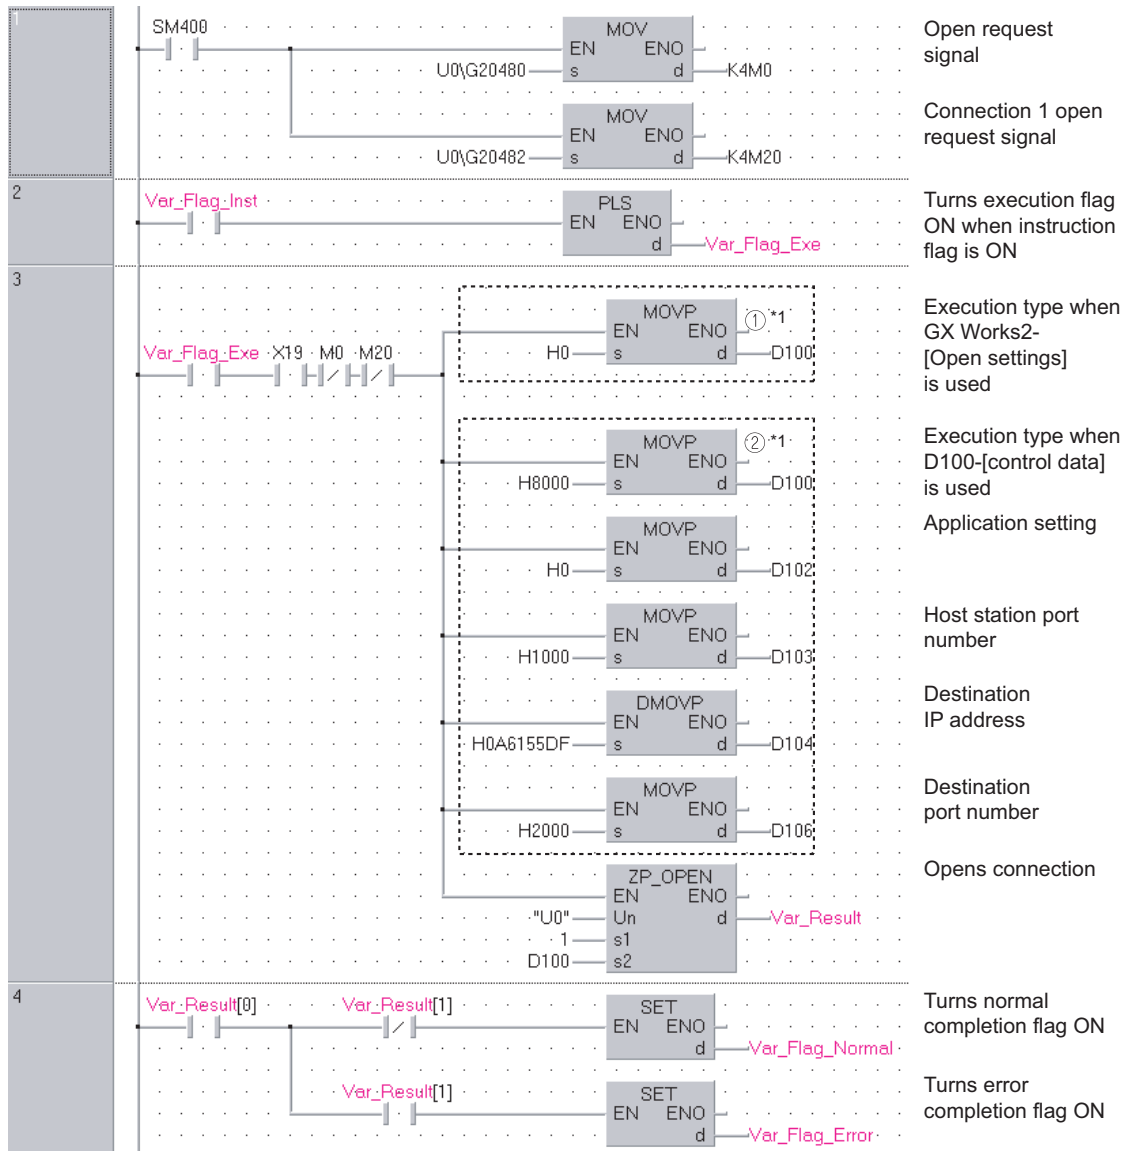 1
SM400
MOV
EN ENO
U0\G20480 s d K4M0
Open request
signal
MOV
EN ENO
U0\G20482 s d K4M20
Connection 1 open
request signal
2
Var_Flag_Inst
PLS
EN ENO
d Var_Flag_Exe
Turns execution flag
ON when instruction
flag is ON
3
Var_Flag_Exe X19 M0 M20
MOVP ① *1
EN ENO
H0 s d D100
Execution type when
GX Works2-
[Open settings]
is used
MOVP ② *1
EN ENO
H8000 s d D100
Execution type when
D100-[control data]
is used
MOVP
EN ENO
H0 s d D102
Application setting
MOVP
EN ENO
H1000 s d D103
Host station port
number
DMOVP
EN ENO
H0A6155DF s d D104
Destination
IP address
MOVP
EN ENO
H2000 s d D106
Destination
port number
ZP_OPEN
EN ENO
"U0" Un d Var_Result
1 s1
D100 s2
Opens connection
4
Var_Result[0] Var_Result[1]
SET
EN ENO
d Var_Flag_Normal
Turns normal
completion flag ON
Var_Result[1]
SET
EN ENO
d Var_Flag_Error
Turns error
completion flag ON